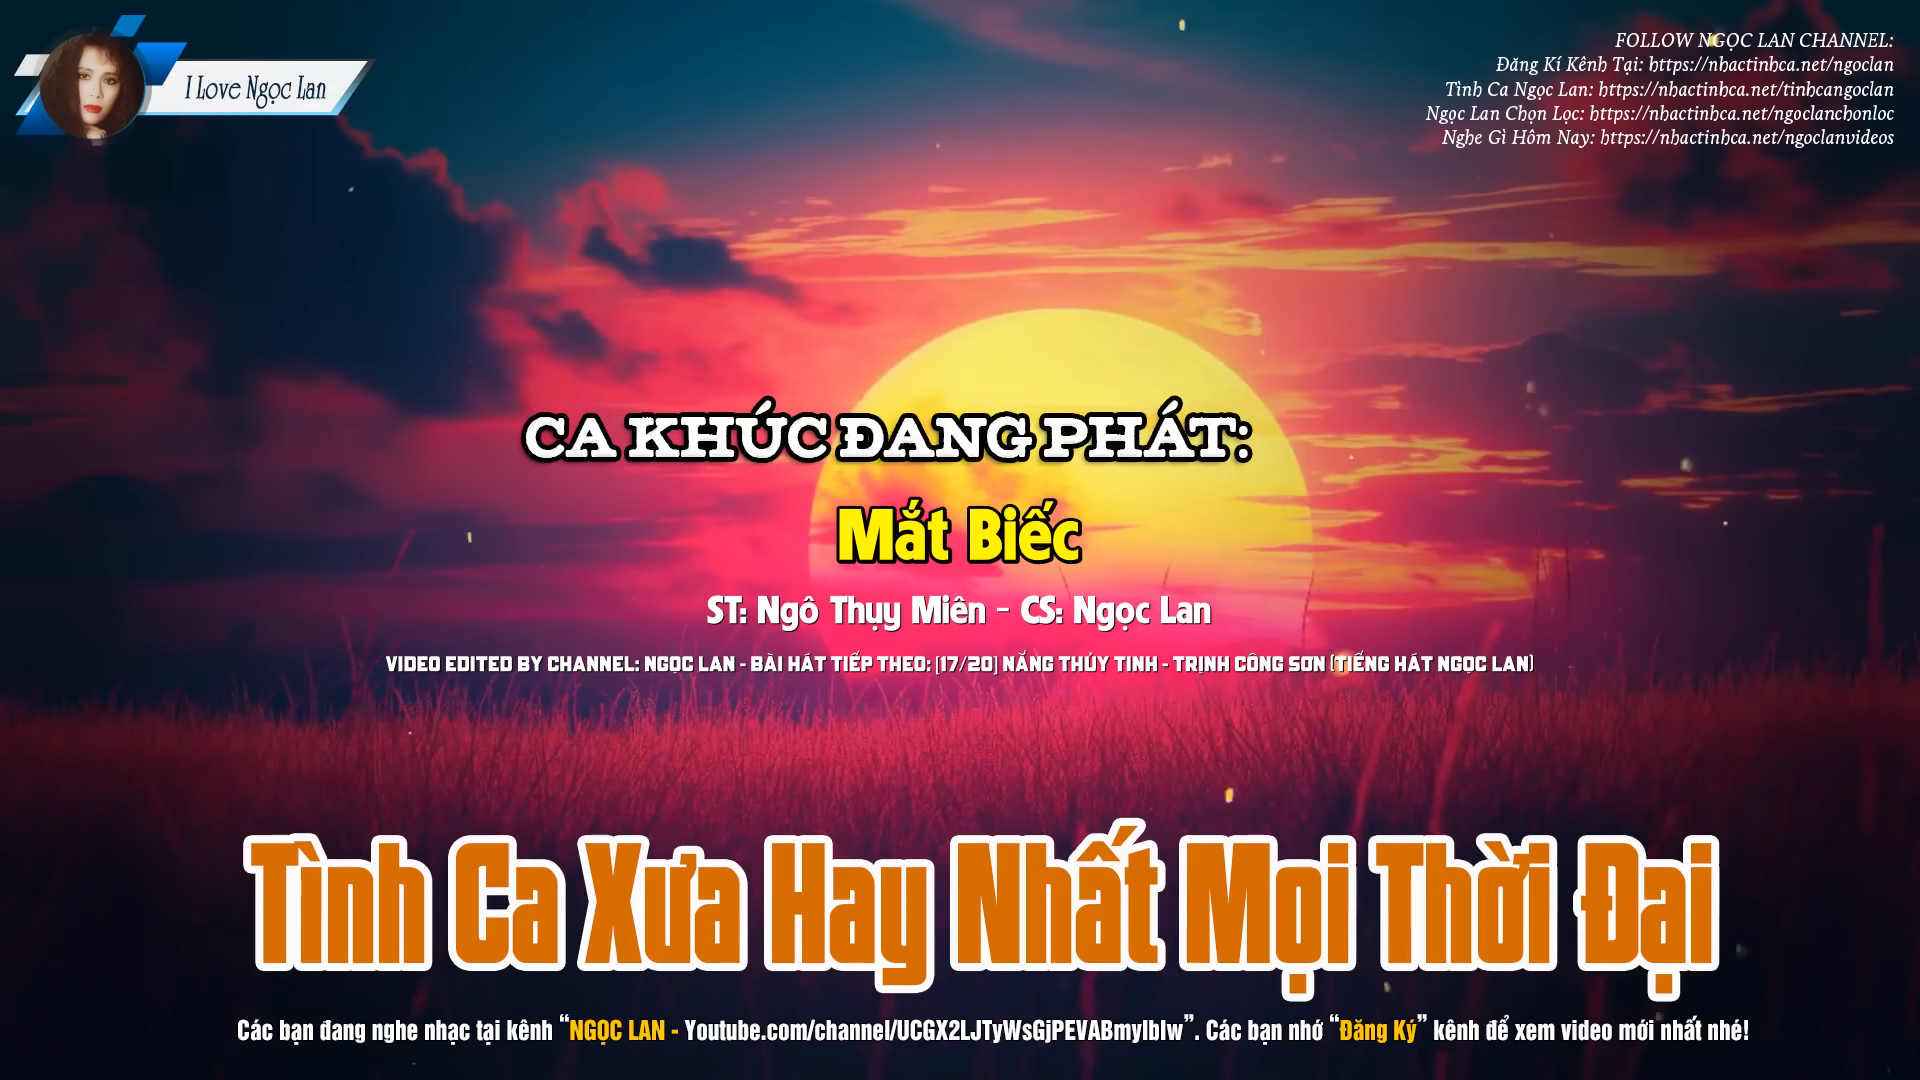 I Love Ngọc Lan
FOLLOW NGỌC LAN CHANNEL:
Đăng Kí Kênh Tại: https://nhactinhca.net/ngoclan
Tình Ca Ngọc Lan: https://nhactinhca.net/tinhcangoclan
Ngọc Lan Chọn Lọc: https://nhactinhca.net/ngoclanchonloc
Nghe Gì Hôm Nay: https://nhactinhca.net/ngoclanvideos
CA KHÚC ĐANG PHÁT:
Mắt Biếc
ST: Ngô Thụy Miên - CS: Ngọc Lan
VIDEO EDITED BY CHANNEL: NGỌC LAN - BÀI HÁT TIẾP THEO: [17/20] NẮNG THỦY TINH - TRỊNH CÔNG SƠN (TIẾNG HÁT NGỌC LAN)
Tình Ca Xưa Hay Nhất Mọi Thời Đại
Các bạn đang nghe nhạc tại kênh “NGỌC LAN - Youtube.com/channel/UCGX2LJTyWsGjPEVABmyIbIw”. Các bạn nhớ “Đăng Ký” kênh để xem video mới nhất nhé!